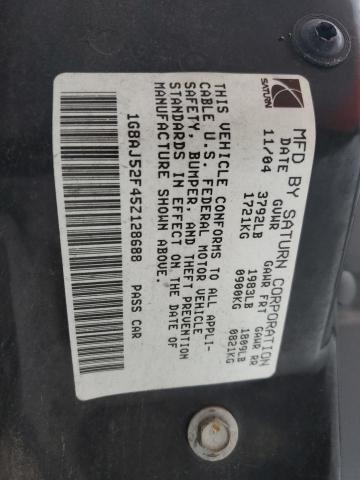 SATURN
MFD BY SATURN CORPORATION
DATE GVWR GAWR FRT GAWR RR
11/04 3792LB 1983LB 1809LB
1721KG 0900KG 0821KG
THIS VEHICLE CONFORMS TO ALL APPLI-
CABLE U.S. FEDERAL MOTOR VEHICLE
SAFETY, BUMPER, AND THEFT PREVENTION
STANDARDS IN EFFECT ON THE DATE OF
MANUFACTURE SHOWN ABOVE.
1G8AJ52F45Z128688 PASS CAR